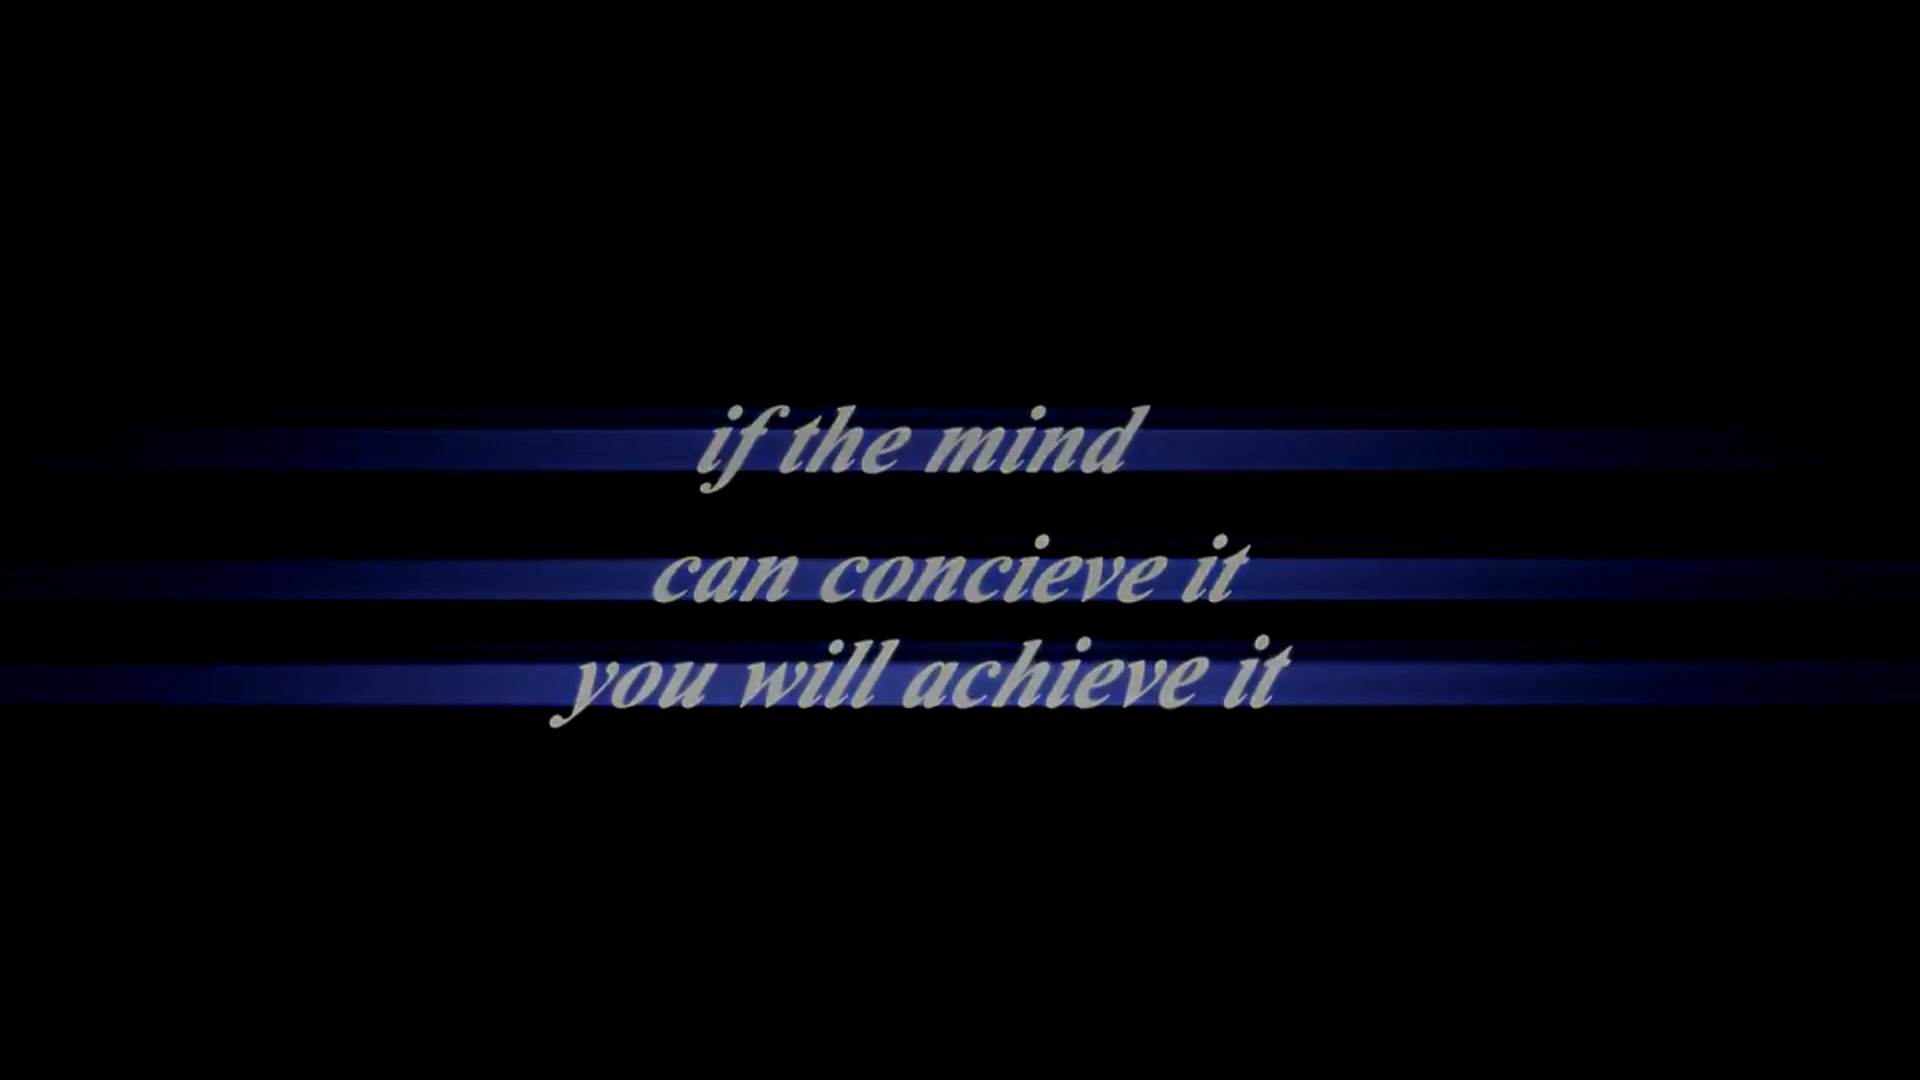 if the mind
can concieve it
you will achieve it